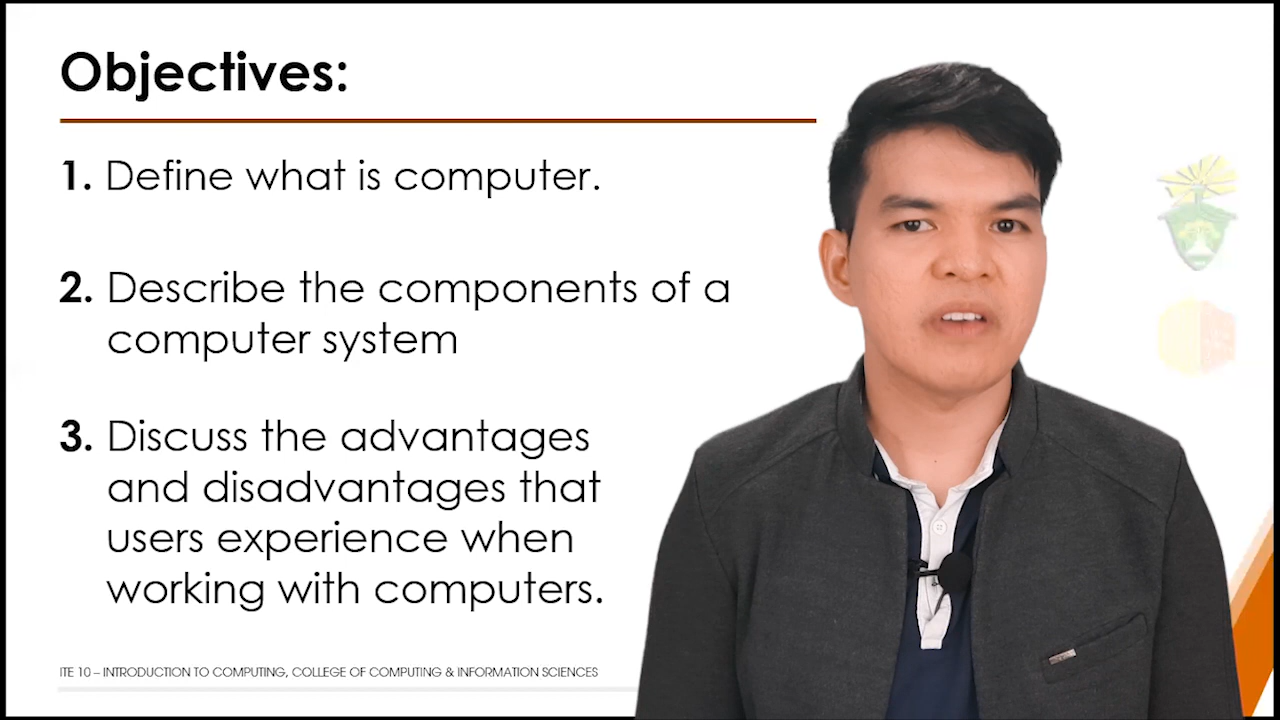 Objectives:
1. Define what is computer.
2. Describe the components of a
computer system
3. Discuss the advantages
and disadvantages that
users experience when
working with computers.
ITE 10 – INTRODUCTION TO COMPUTING, COLLEGE OF COMPUTING & INFORMATION SCIENCES